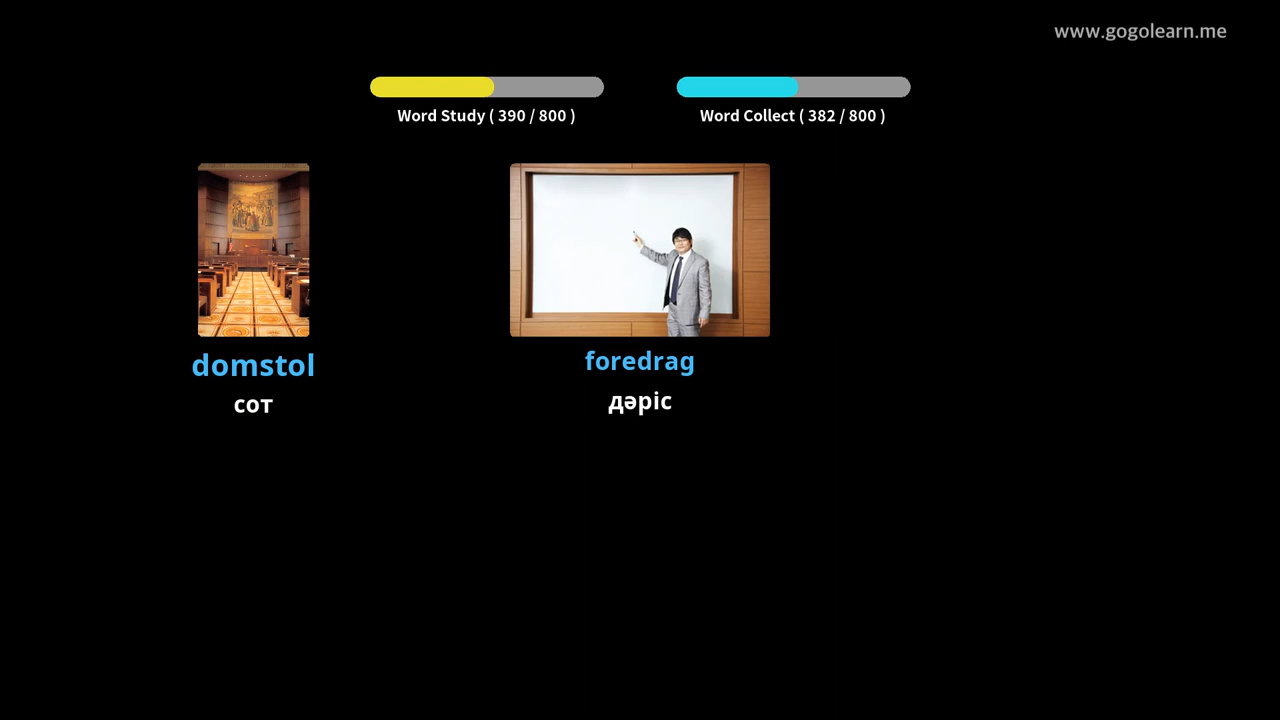 www.gogolearn.me
Word Study ( 390 / 800 )
Word Collect ( 382 / 800 )
domstol
сот
foredrag
дәріс